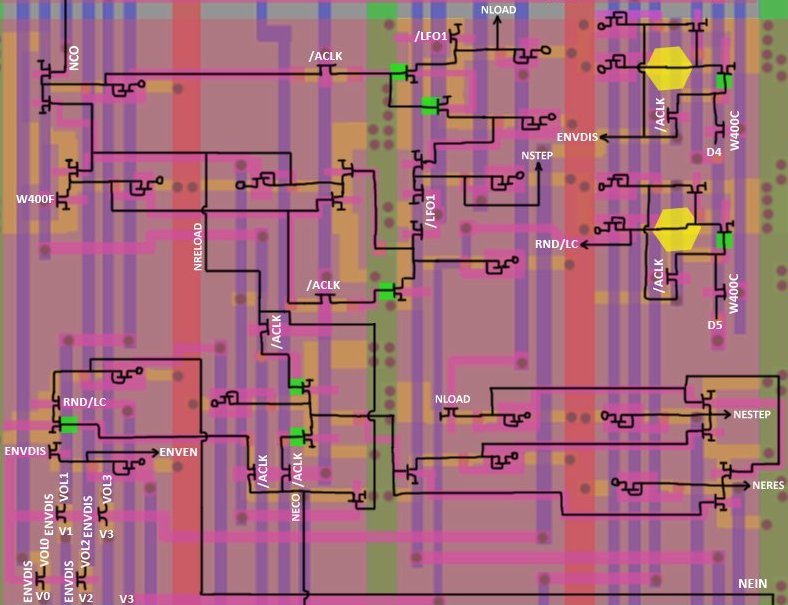 NLOAD
/LFO1
NCO
/ACLK
/ACLK
W400C
ENVDIS
D4
NSTEP
W400F
/LFO1
RND/LC
NRELOAD
/ACLK
W400C
/ACLK
D5
/ACLK
RND/LC
NLOAD
NESTEP
ENVDIS
ENVEN
/ACLK
/ACLK
NECO
NERES
ENVDIS
VOL1
V1
ENVDIS
VOL3
V3
ENVDIS
VOL0
V0
ENVDIS
VOL2
V2
V3
NEIN